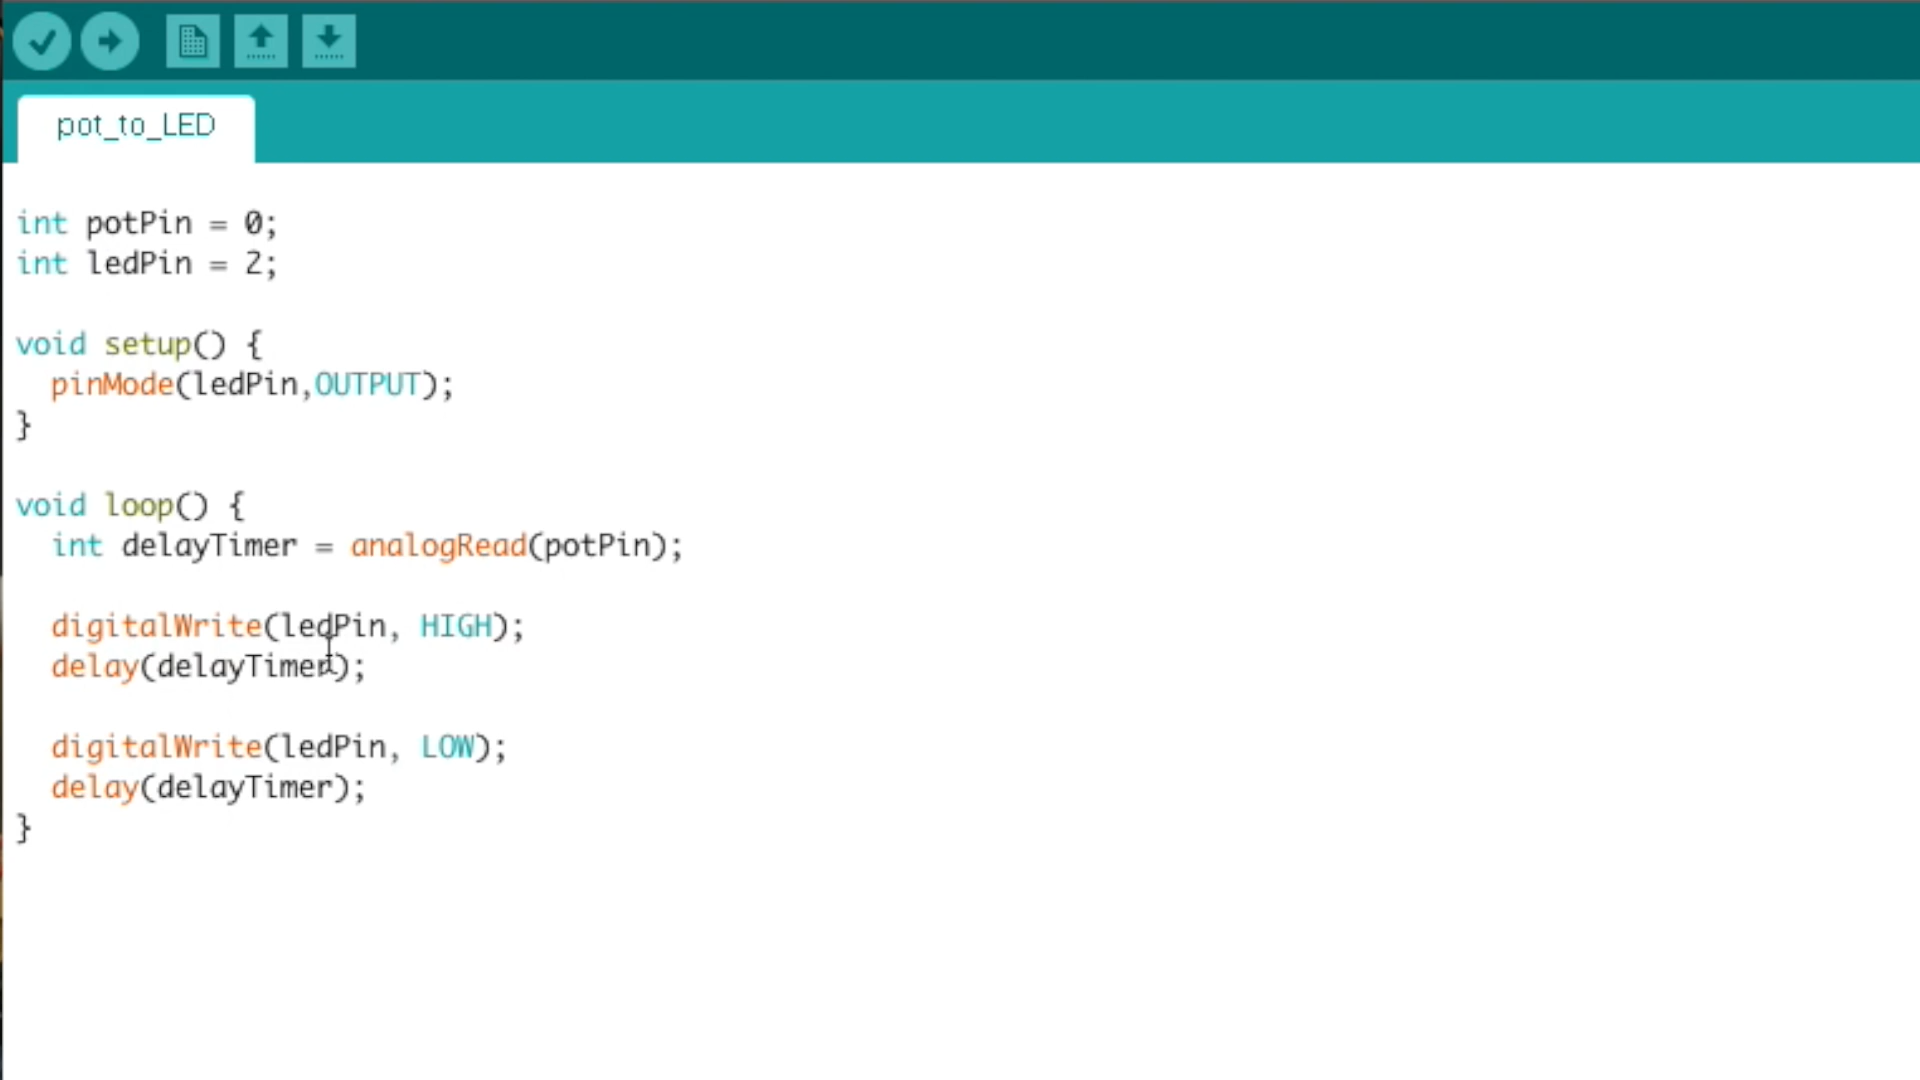 pot_to_LED
int potPin = 0;
int ledPin = 2;
void setup() {
pinMode(ledPin,OUTPUT);
}
void loop() {
int delayTimer = analogRead(potPin);
digitalWrite(ledPin, HIGH);
delay(delayTimer);
digitalWrite(ledPin, LOW);
delay(delayTimer);
}